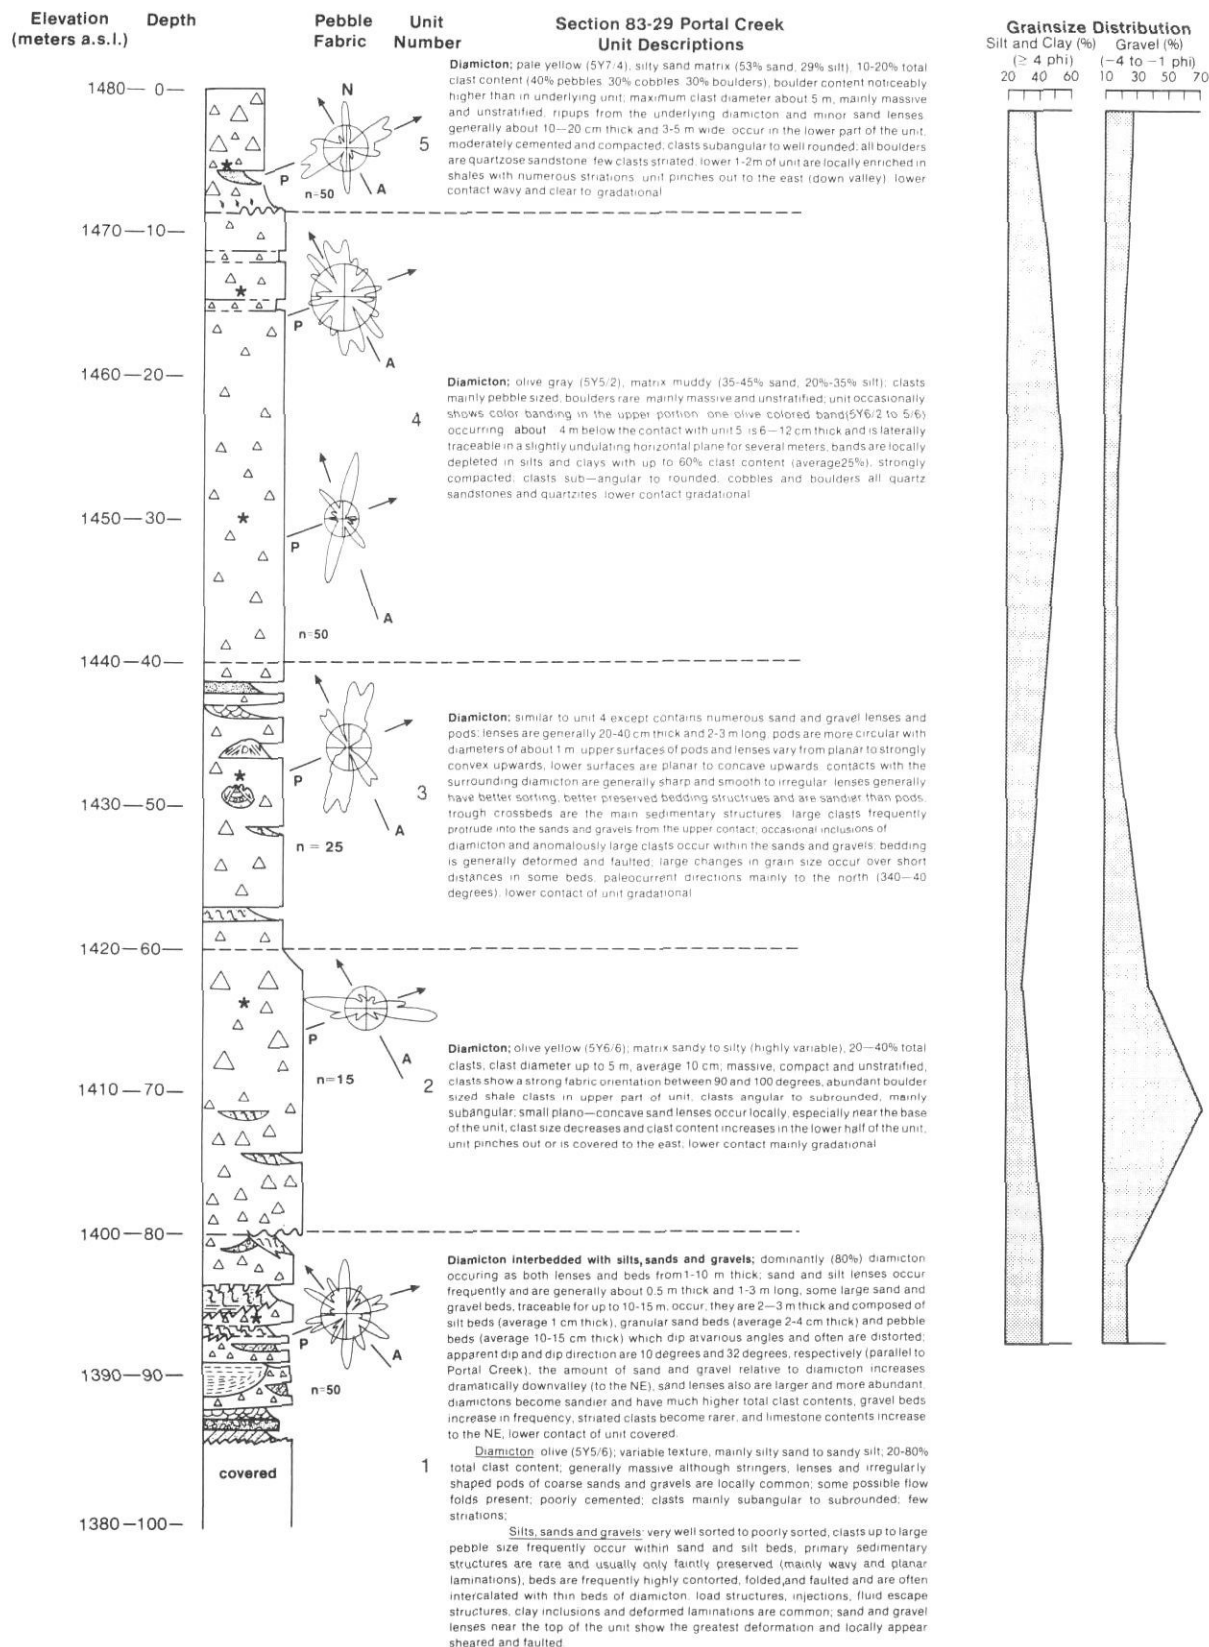 Elevation
(meters a.s.l.)
Depth
Pebble
Fabric
Unit
Number
Section 83-29 Portal Creek
Unit Descriptions
Grainsize Distribution
Silt and Clay (%)
(≥ 4 phi)
Gravel (%)
(−4 to −1 phi)
20 40 60
10 30 50 70
1480 — 0—
N
P
A
n=50
5
Diamicton; pale yellow (5Y7/4), silty sand matrix (53% sand, 29% silt), 10-20% total
clast content (40% pebbles 30% cobbles 30% boulders), boulder content noticeably
higher than in underlying unit; maximum clast diameter about 5 m, mainly massive
and unstratified, ripups from the underlying diamicton and minor sand lenses
generally about 10—20 cm thick and 3-5 m wide occur in the lower part of the unit,
moderately cemented and compacted, clasts subangular to well rounded; all boulders
are quartzose sandstone few clasts striated, lower 1-2m of unit are locally enriched in
shales with numerous striations unit pinches out to the east (down valley) lower
contact wavy and clear to gradational
1470—10—
P
A
1460—20—
4
Diamicton; olive gray (5Y5/2), matrix muddy (35-45% sand, 20%-35% silt); clasts
mainly pebble sized, boulders rare mainly massive and unstratified; unit occasionally
shows color banding in the upper portion one olive colored band(5Y6/2 to 5/6)
occurring about 4 m below the contact with unit 5 is 6—12 cm thick and is laterally
traceable in a slightly undulating horizontal plane for several meters, bands are locally
depleted in silts and clays with up to 60% clast content (average25%), strongly
compacted; clasts sub—angular to rounded, cobbles and boulders all quartz
sandstones and quartzites lower contact gradational
1450—30—
P
A
n=50
1440—40—
P
A
n = 25
3
Diamicton; similar to unit 4 except contains numerous sand and gravel lenses and
pods; lenses are generally 20-40 cm thick and 2-3 m long, pods are more circular with
diameters of about 1 m upper surfaces of pods and lenses vary from planar to strongly
convex upwards, lower surfaces are planar to concave upwards, contacts with the
surrounding diamicton are generally sharp and smooth to irregular lenses generally
have better sorting, better preserved bedding structrues and are sandier than pods,
trough crossbeds are the main sedimentary structures large clasts frequently
protrude into the sands and gravels from the upper contact; occasional inclusions of
diamicton and anomalously large clasts occur within the sands and gravels; bedding
is generally deformed and faulted; large changes in grain size occur over short
distances in some beds, paleocurrent directions mainly to the north (340—40
degrees), lower contact of unit gradational
1430—50—
1420—60—
P
A
n=15
2
Diamicton; olive yellow (5Y6/6); matrix sandy to silty (highly variable), 20—40% total
clasts, clast diameter up to 5 m, average 10 cm; massive, compact and unstratified,
clasts show a strong fabric orientation between 90 and 100 degrees, abundant boulder
sized shale clasts in upper part of unit, clasts angular to subrounded, mainly
subangular; small plano—concave sand lenses occur locally, especially near the base
of the unit, clast size decreases and clast content increases in the lower half of the unit,
unit pinches out or is covered to the east; lower contact mainly gradational
1410—70—
1400—80—
P
A
n=50
1
Diamicton interbedded with silts, sands and gravels; dominantly (80%) diamicton
occuring as both lenses and beds from1-10 m thick; sand and silt lenses occur
frequently and are generally about 0.5 m thick and 1-3 m long, some large sand and
gravel beds, traceable for up to 10-15 m, occur, they are 2—3 m thick and composed of
silt beds (average 1 cm thick), granular sand beds (average 2-4 cm thick) and pebble
beds (average 10-15 cm thick) which dip atvarious angles and often are distorted;
apparent dip and dip direction are 10 degrees and 32 degrees, respectively (parallel to
Portal Creek), the amount of sand and gravel relative to diamicton increases
dramatically downvalley (to the NE), sand lenses also are larger and more abundant
diamictons become sandier and have much higher total clast contents, gravel beds
increase in frequency, striated clasts become rarer, and limestone contents increase
to the NE, lower contact of unit covered.
Diamicton olive (5Y5/6); variable texture, mainly silty sand to sandy silt; 20-80%
total clast content; generally massive although stringers, lenses and irregularly
shaped pods of coarse sands and gravels are locally common; some possible flow
folds present; poorly cemented; clasts mainly subangular to subrounded; few
striations;
Silts, sands and gravels: very well sorted to poorly sorted, clasts up to large
pebble size frequently occur within sand and silt beds, primary sedimentary
structures are rare and usually only faintly preserved (mainly wavy and planar
laminations), beds are frequently highly contorted, folded,and faulted and are often
intercalated with thin beds of diamicton, load structures, injections, fluid escape
structures, clay inclusions and deformed laminations are common; sand and gravel
lenses near the top of the unit show the greatest deformation and locally appear
sheared and faulted
1390—90—
covered
1380—100—